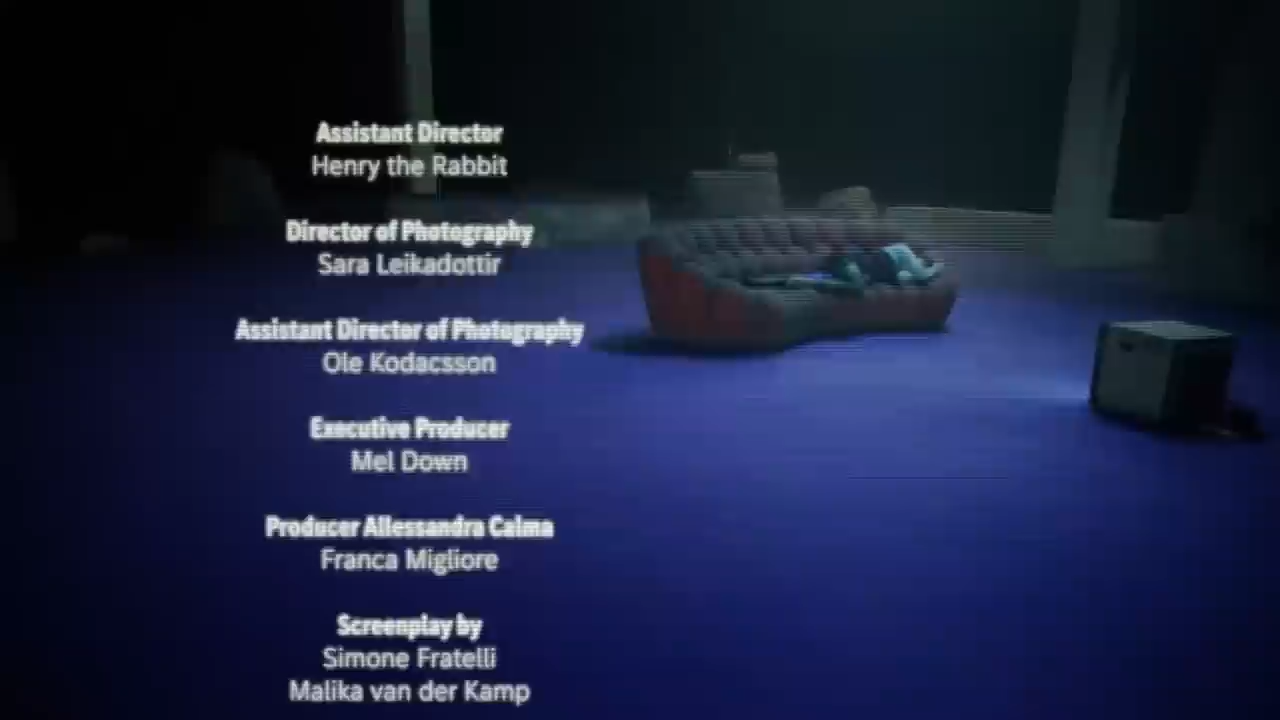 Assistant Director
Henry the Rabbit
Director of Photography
Sara Leikadottir
Assistant Director of Photography
Ole Kodacsson
Executive Producer
Mel Down
Producer Allessandra Calma
Franca Migliore
Screenplay by
Simone Fratelli
Malika van der Kamp